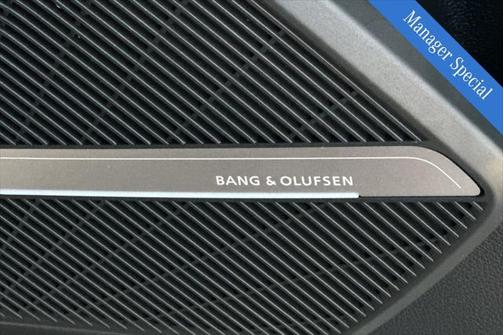 Manager Special
BANG & OLUFSEN